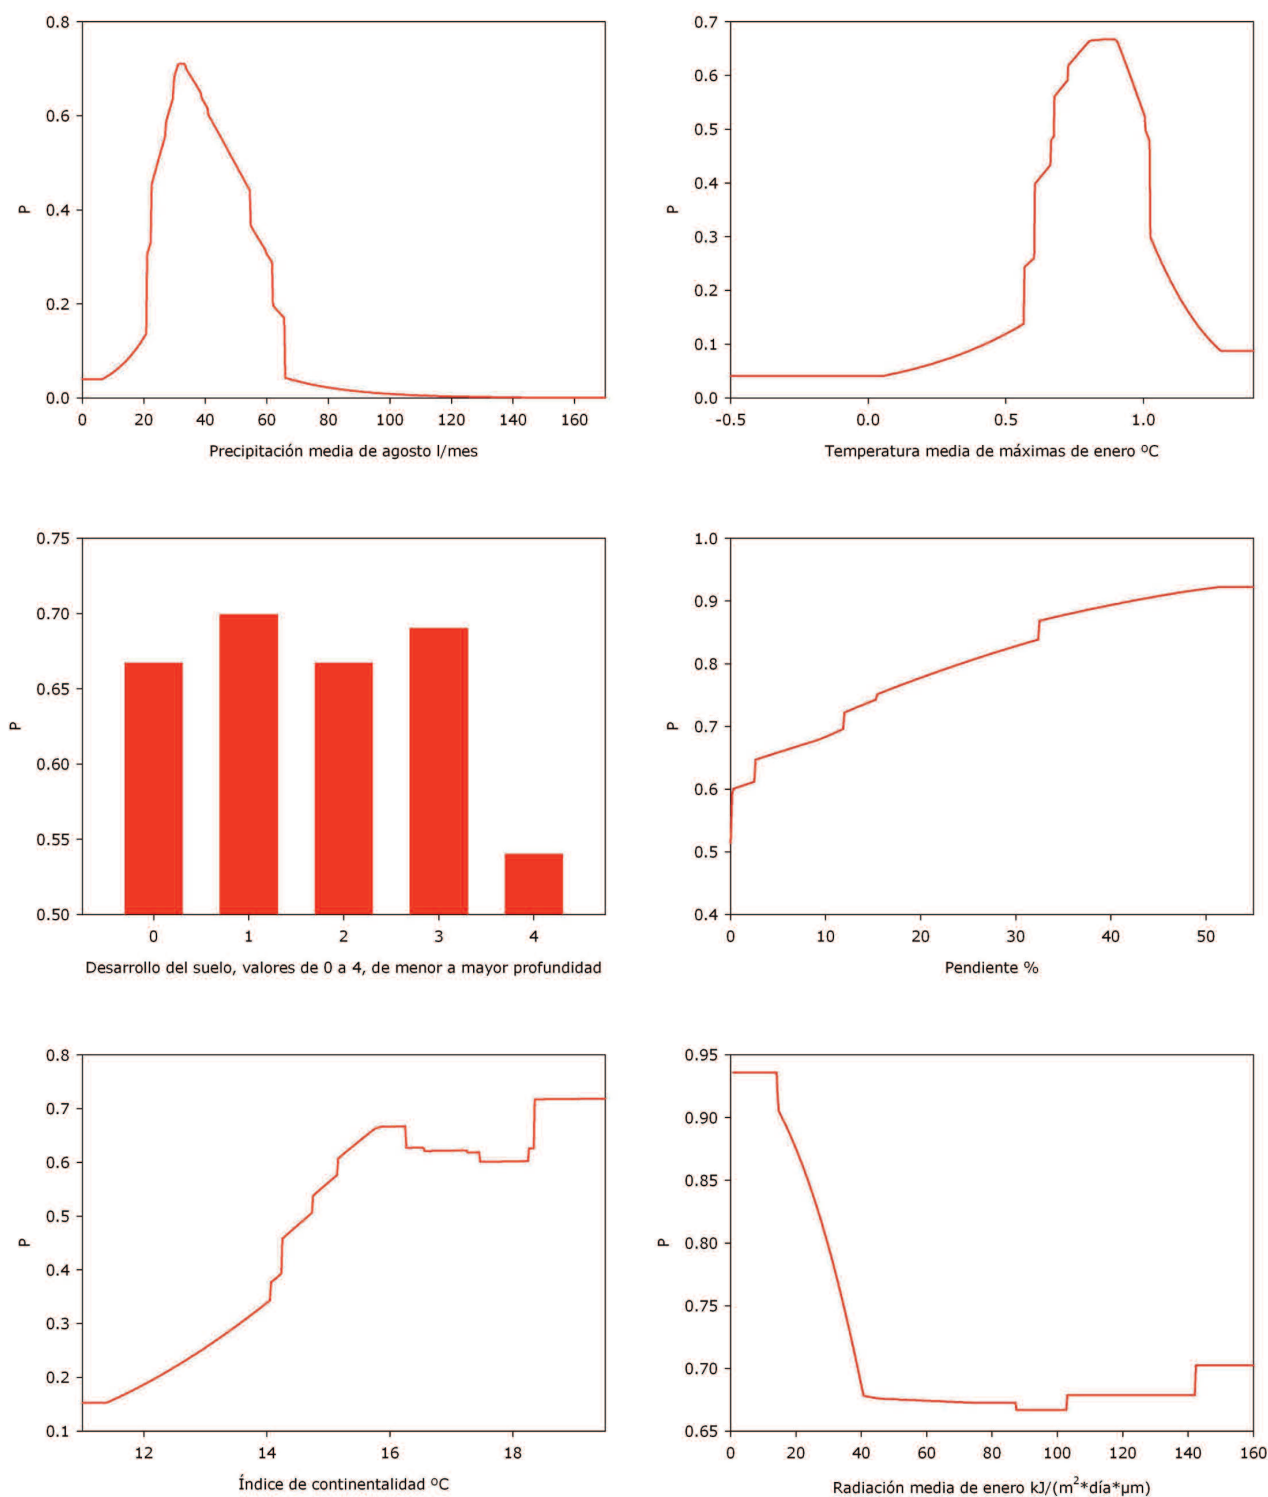 0.8
0.6
0.4
0.2
0.0
P
0 20 40 60 80 100 120 140 160
Precipitación media de agosto l/mes
0.7
0.6
0.5
0.4
0.3
0.2
0.1
0.0
P
-0.5 0.0 0.5 1.0
Temperatura media de máximas de enero ºC
0.75
0.70
0.65
0.60
0.55
0.50
P
0 1 2 3 4
Desarrollo del suelo, valores de 0 a 4, de menor a mayor profundidad
1.0
0.9
0.8
0.7
0.6
0.5
0.4
P
0 10 20 30 40 50
Pendiente %
0.8
0.7
0.6
0.5
0.4
0.3
0.2
0.1
P
12 14 16 18
Índice de continentalidad ºC
0.95
0.90
0.85
0.80
0.75
0.70
0.65
P
0 20 40 60 80 100 120 140 160
Radiación media de enero kJ/(m²*día*µm)